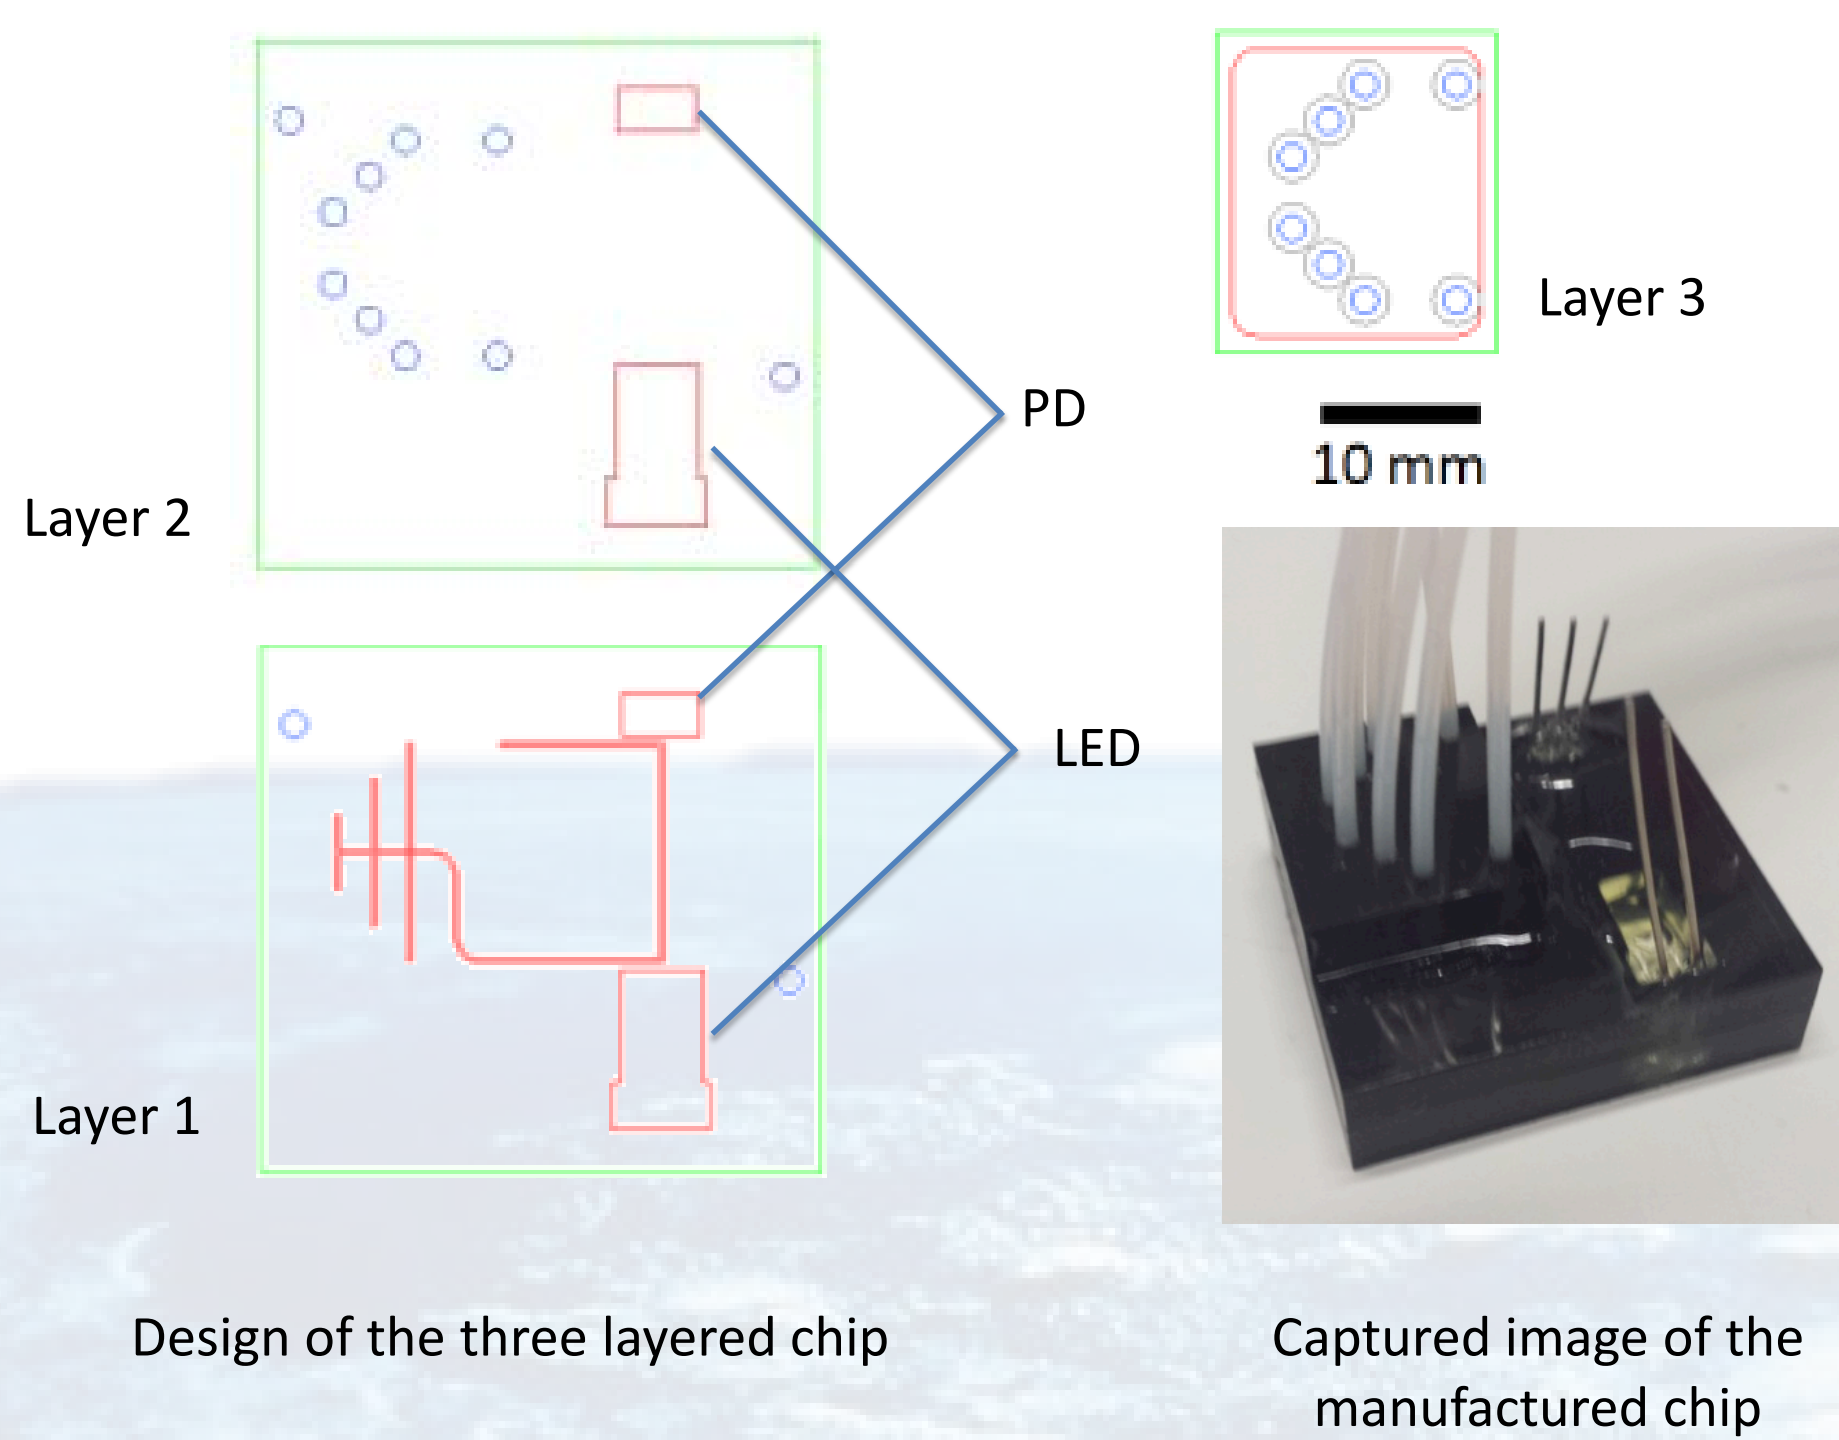 Layer 3
PD
10 mm
Layer 2
LED
Layer 1
Design of the three layered chip
Captured image of the
manufactured chip